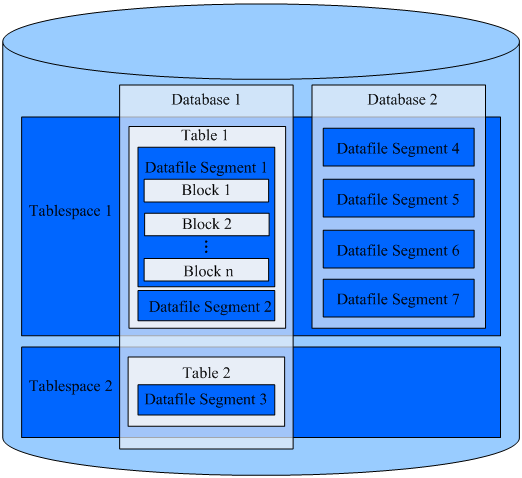 Database 1
Database 2
Tablespace 1
Table 1
Datafile Segment 1
Block 1
Block 2
⋮
Block n
Datafile Segment 2
Datafile Segment 4
Datafile Segment 5
Datafile Segment 6
Datafile Segment 7
Tablespace 2
Table 2
Datafile Segment 3